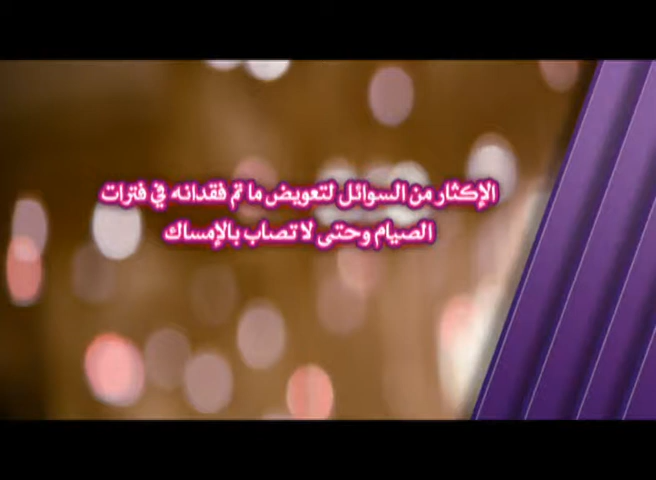 الإكثار من السوائل لتعويض ما تم فقدانه في فترات
الصيام وحتى لا تصاب بالإمساك